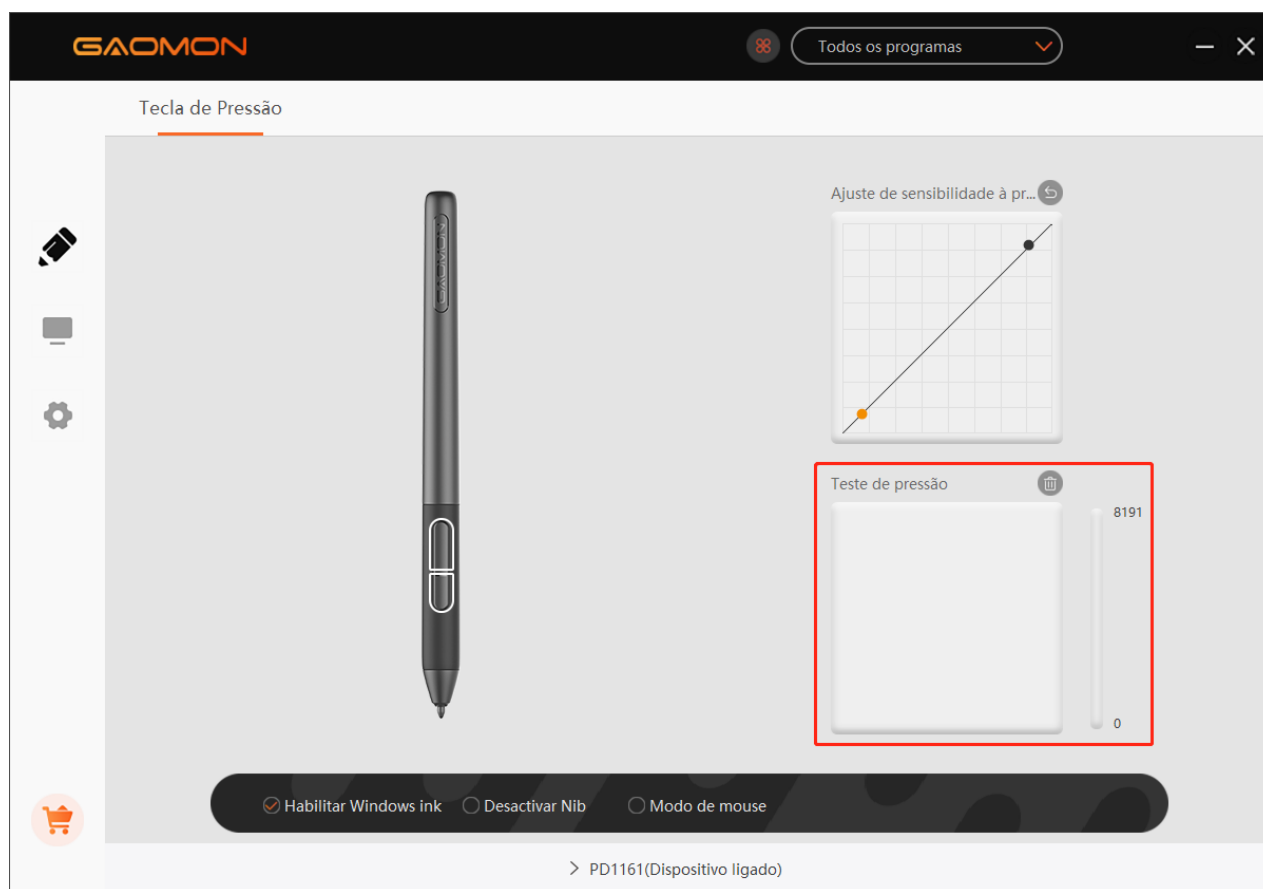 GAOMON
Todos os programas
Tecla de Pressão
Ajuste de sensibilidade à pr...
GAOMON
Teste de pressão
8191
0
Habilitar Windows ink
Desactivar Nib
Modo de mouse
PD1161(Dispositivo ligado)